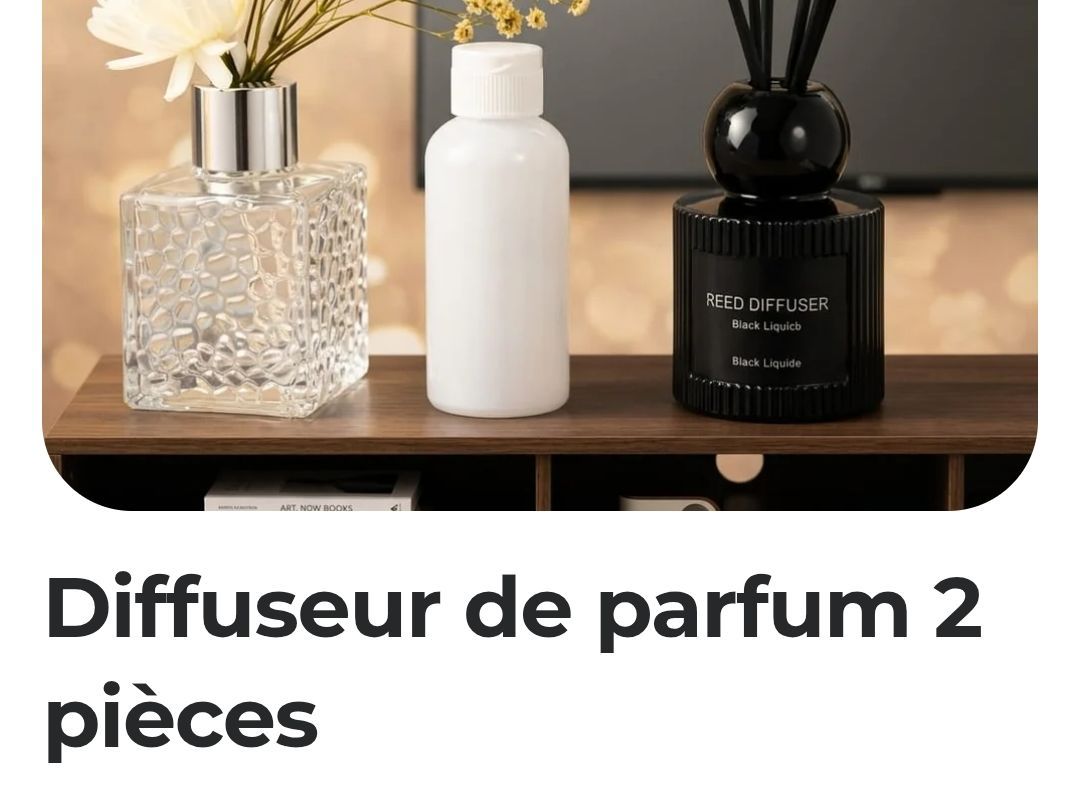 REED DIFFUSER
Black Liquicb
Black Liquide
ART, NOW BOOKS
Diffuseur de parfum 2
pièces